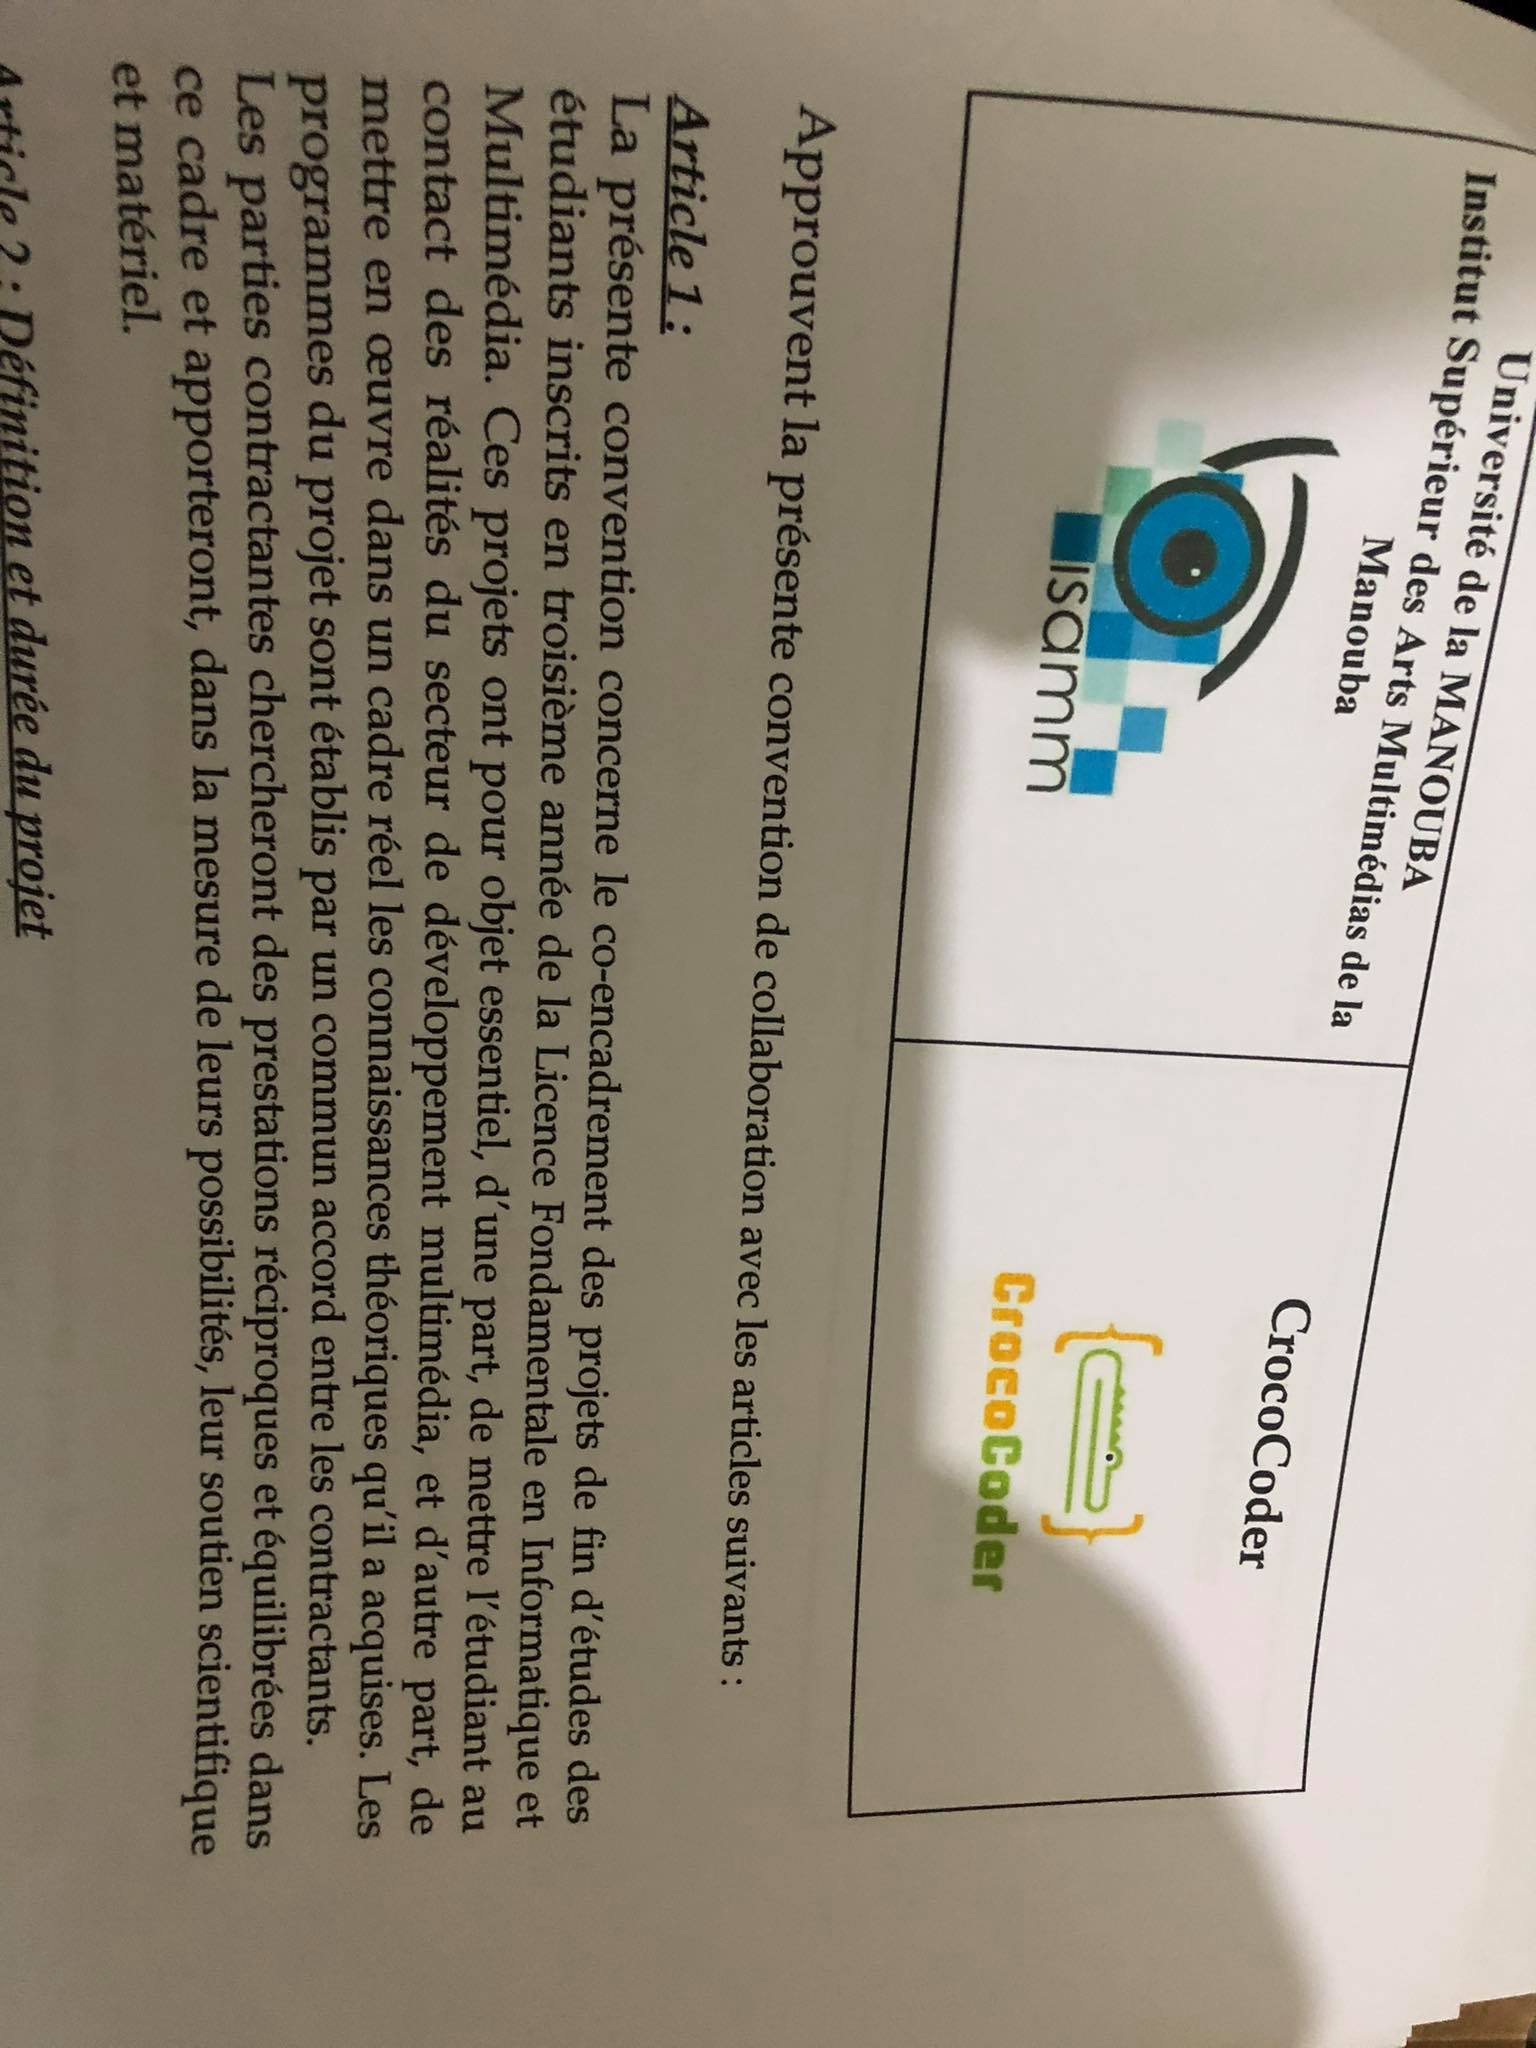 Université de la MANOUBA
Institut Supérieur des Arts Multimédias de la
Manouba
isamm
CrocoCoder
CrocoCoder
Approuvent la présente convention de collaboration avec les articles suivants :
Article 1 :
La présente convention concerne le co-encadrement des projets de fin d'études des
étudiants inscrits en troisième année de la Licence Fondamentale en Informatique et
Multimédia. Ces projets ont pour objet essentiel, d'une part, de mettre l'étudiant au
contact des réalités du secteur de développement multimédia, et d'autre part, de
mettre en œuvre dans un cadre réel les connaissances théoriques qu'il a acquises. Les
programmes du projet sont établis par un commun accord entre les contractants.
Les parties contractantes chercheront des prestations réciproques et équilibrées dans
ce cadre et apporteront, dans la mesure de leurs possibilités, leur soutien scientifique
et matériel.
Article 2 : Définition et durée du projet